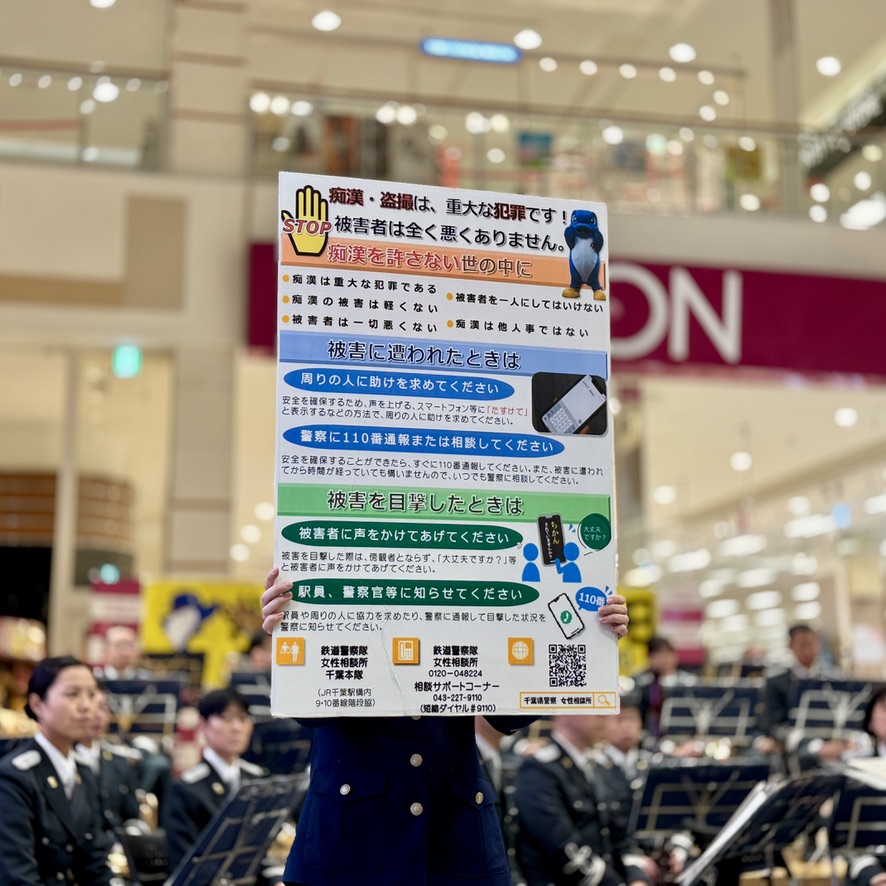 痴漢・盗撮は、重大な犯罪です！
STOP
被害者は全く悪くありません。
痴漢を許さない世の中に
●痴漢は重大な犯罪である
●痴漢の被害は軽くない
●被害者は一切悪くない
●被害者を一人にしてはいけない
●痴漢は他人事ではない
被害に遭われたときは
周りの人に助けを求めてください
安全を確保するため、声を上げる、スマートフォン等に「たすけて」
と表示するなどの方法で、周りの人に助けを求めてください。
警察に110番通報または相談してください
安全を確保することができたら、すぐに110番通報してください。また、被害に遭われ
てから時間が経っていても構いませんので、いつでも警察に相談してください。
被害を目撃したときは
被害者に声をかけてあげてください
被害を目撃した際は、傍観者とならず、「大丈夫ですか？」等
と被害者に声をかけてあげてください。
ちかん
大丈夫
ですか？
駅員、警察官等に知らせてください
駅員や周りの人に協力を求めたり、警察に通報して目撃した状況を
警察に知らせてください。
110番
鉄道警察隊
女性相談所
千葉本隊
(JR千葉駅構内
9・10番線階段脇)
鉄道警察隊
女性相談所
0120-048224
相談サポートコーナー
043-227-9110
(短縮ダイヤル＃9110)
千葉県警察 女性相談所
ON